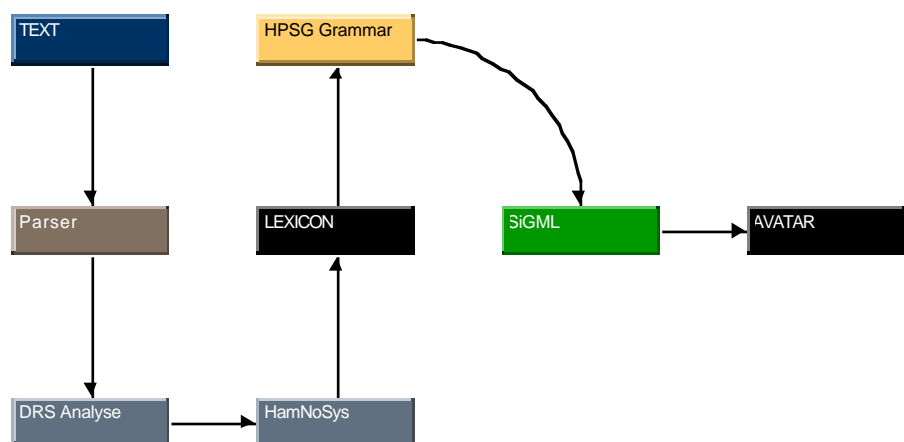 TEXT
HPSG Grammar
Parser
LEXICON
SiGML
AVATAR
DRS Analyse
HamNoSys